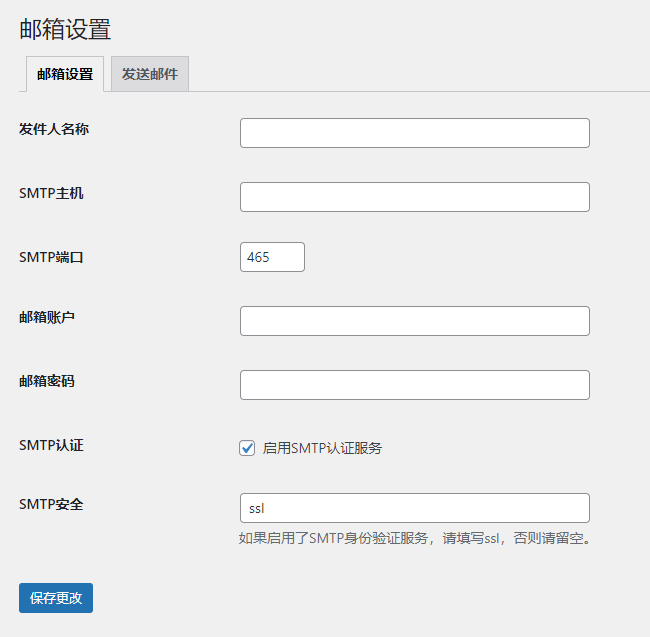 邮箱设置
邮箱设置 发送邮件
发件人名称
SMTP主机
SMTP端口 465
邮箱账户
邮箱密码
SMTP认证 启用SMTP认证服务
SMTP安全 ssl
如果启用了SMTP身份验证服务，请填写ssl，否则请留空。
保存更改